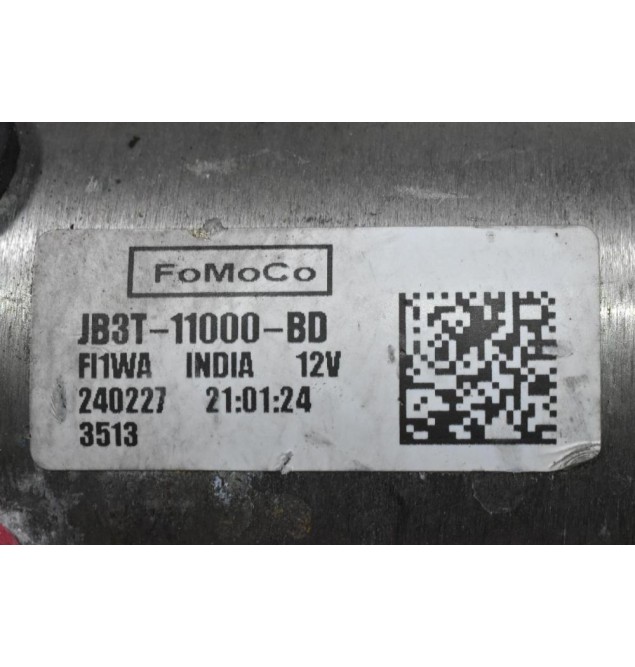 FoMoCo
JB3T-11000-BD
FI1WA INDIA 12V
240227 21:01:24
3513